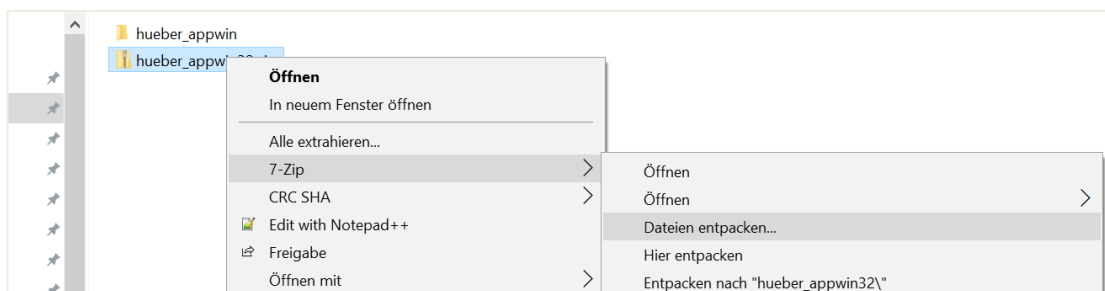 hueber_appwin
hueber_appwi
Öffnen
In neuem Fenster öffnen
Alle extrahieren...
7-Zip
CRC SHA
Edit with Notepad++
Freigabe
Öffnen mit
Öffnen
Öffnen
Dateien entpacken...
Hier entpacken
Entpacken nach "hueber_appwin32\"